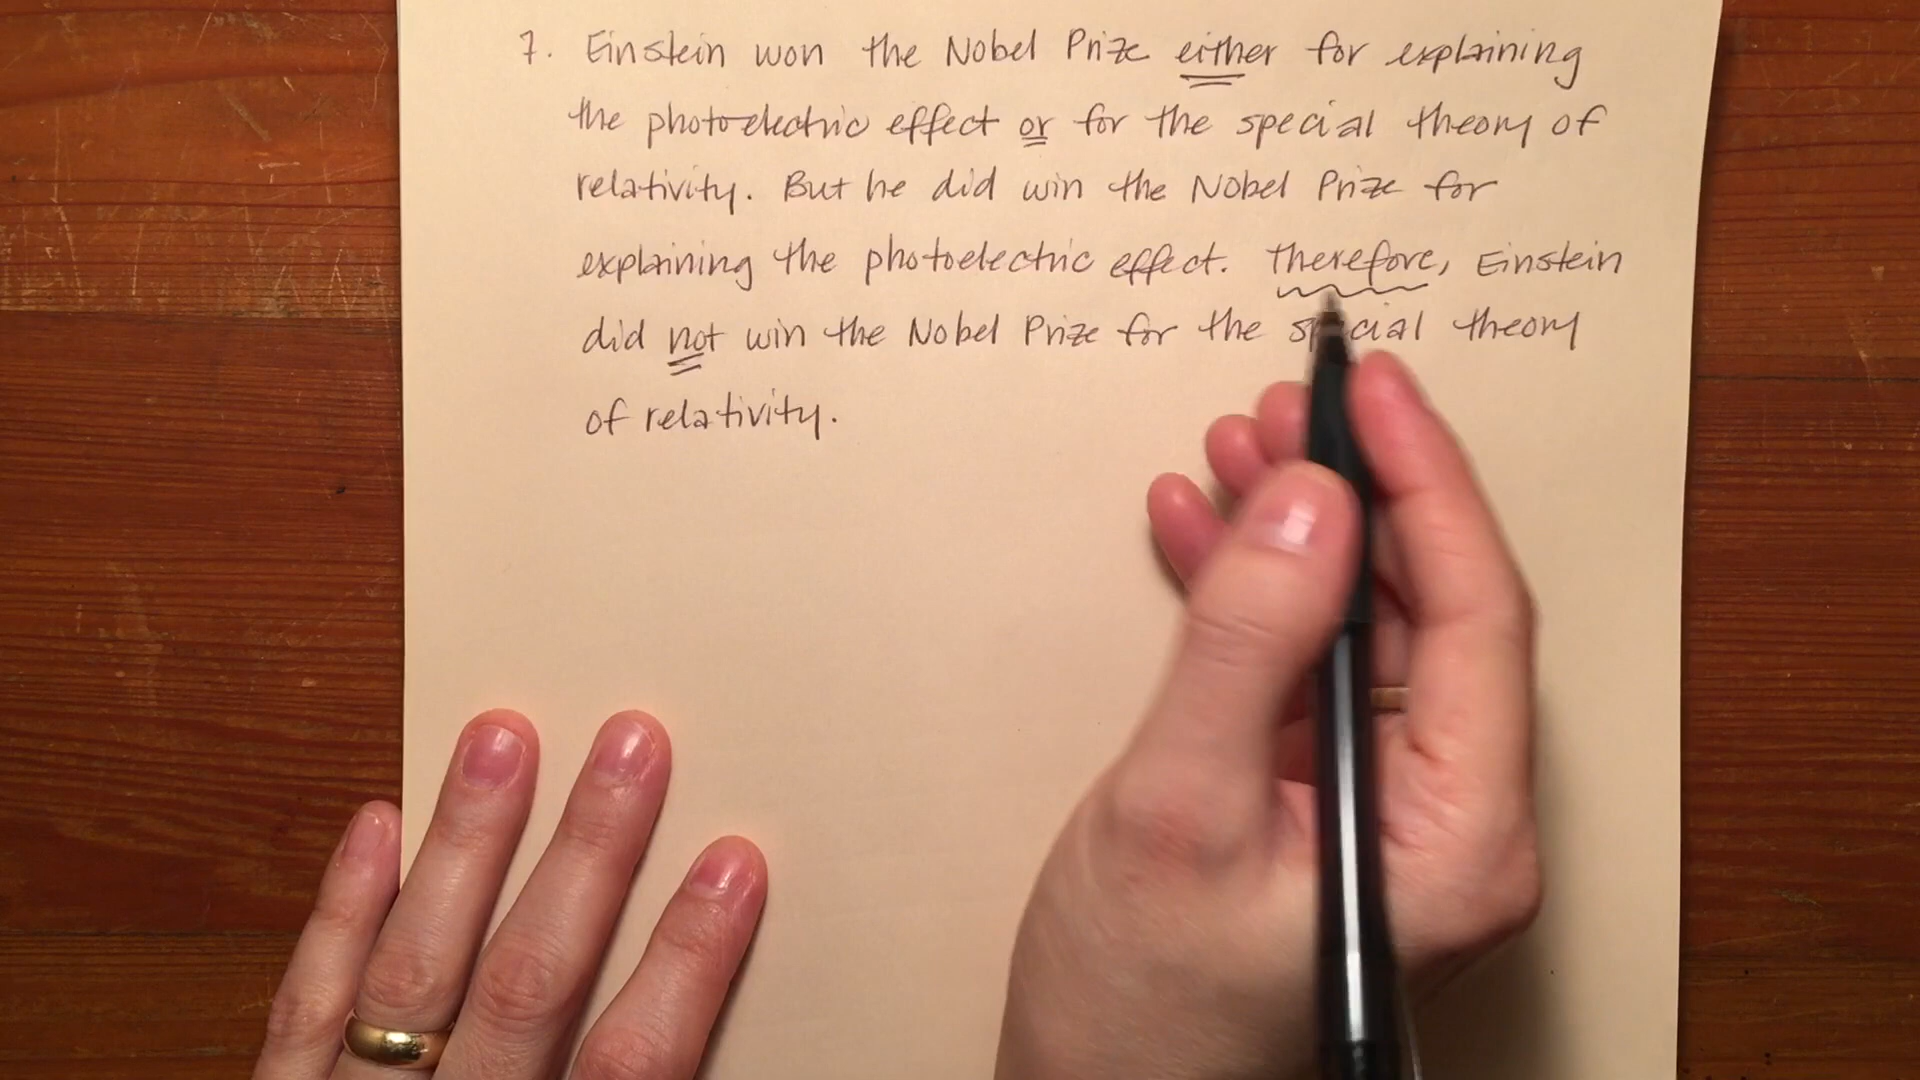 7. Einstein won the Nobel Prize either for explaining
the photoelectric effect or for the special theory of
relativity. But he did win the Nobel Prize for
explaining the photoelectric effect. Therefore, Einstein
did not win the Nobel Prize for the special theory
of relativity.